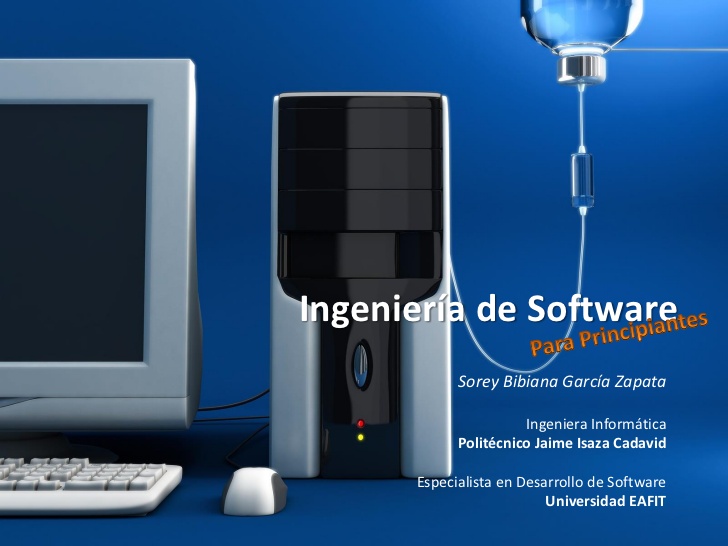 Ingeniería de Software
Para Principiantes
Sorey Bibiana García Zapata
Ingeniera Informática
Politécnico Jaime Isaza Cadavid
Especialista en Desarrollo de Software
Universidad EAFIT